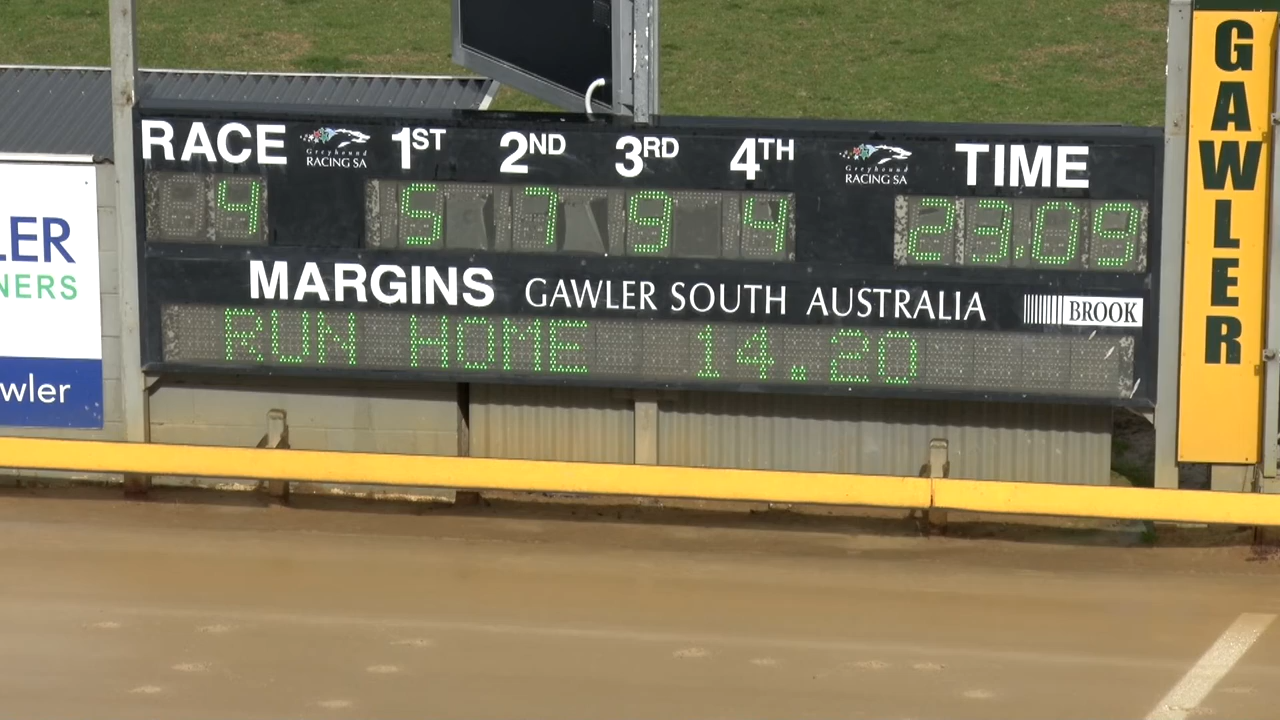 RACE
Greyhound
RACING SA
1ST 2ND 3RD 4TH
Greyhound
RACING SA
TIME
4 5 7 9 4 23.09
MARGINS GAWLER SOUTH AUSTRALIA BROOK
RUN HOME 14.20
GAWLER
LER
NERS
wler